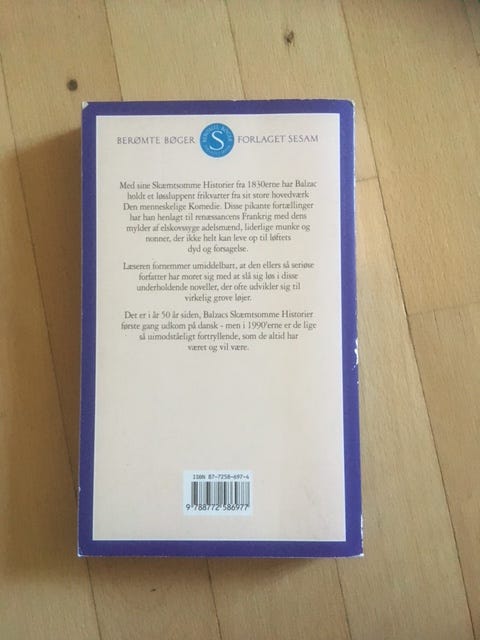 BERØMTE BØGER S FORLAGET SESAM
Med sine Skæmtsomme Historier fra 1830erne har Balzac
holdt et løssluppent frikvarter fra sit store hovedværk
Den menneskelige Komedie. Disse pikante fortællinger
har han henlagt til renæssancens Frankrig med dens
mylder af elskovssyge adelsmænd, liderlige munke og
nonner, der ikke helt kan leve op til løftets
dyd og forsagelse.
Læseren fornemmer umiddelbart, at den ellers så seriøse
forfatter har moret sig med at slå sig løs i disse
underholdende noveller, der ofte udvikler sig til
virkelig grove løjer.
Det er i år 50 år siden, Balzacs Skæmtsomme Historier
første gang udkom på dansk - men i 1990'erne er de lige
så uimodståeligt fortryllende, som de altid har
været og vil være.
ISBN 87-7258-697-4
9 788772 586977